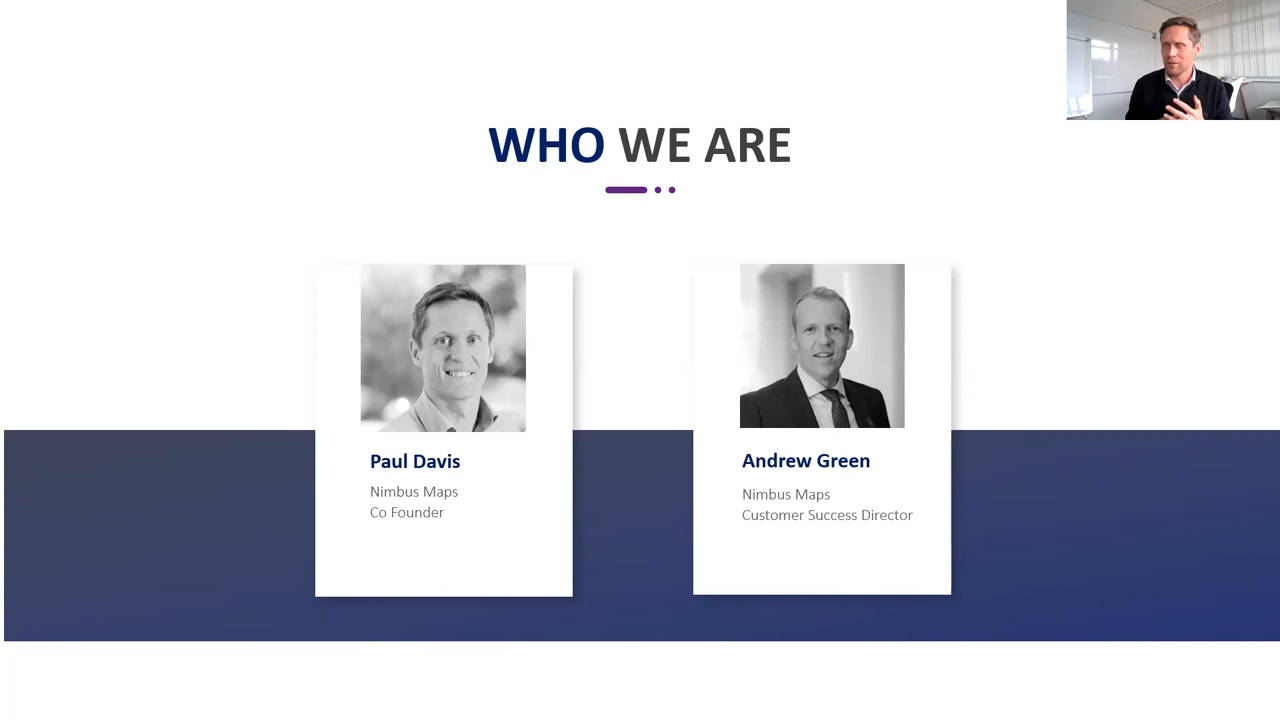 WHO WE ARE
Paul Davis
Nimbus Maps
Co Founder
Andrew Green
Nimbus Maps
Customer Success Director